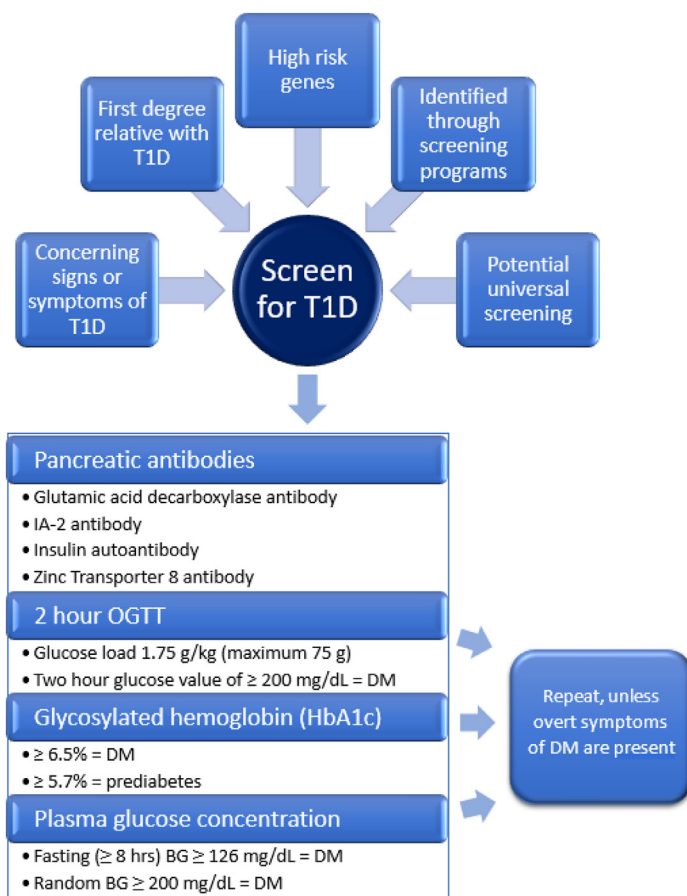 High risk
genes
First degree
relative with
T1D
Identified
through
screening
programs
Concerning
signs or
symptoms of
T1D
Screen
for T1D
Potential
universal
screening
Pancreatic antibodies
• Glutamic acid decarboxylase antibody
• IA-2 antibody
• Insulin autoantibody
• Zinc Transporter 8 antibody
2 hour OGTT
• Glucose load 1.75 g/kg (maximum 75 g)
• Two hour glucose value of ≥ 200 mg/dL = DM
Glycosylated hemoglobin (HbA1c)
• ≥ 6.5% = DM
• ≥ 5.7% = prediabetes
Plasma glucose concentration
• Fasting (≥ 8 hrs) BG ≥ 126 mg/dL = DM
• Random BG ≥ 200 mg/dL = DM
Repeat, unless
overt symptoms
of DM are present